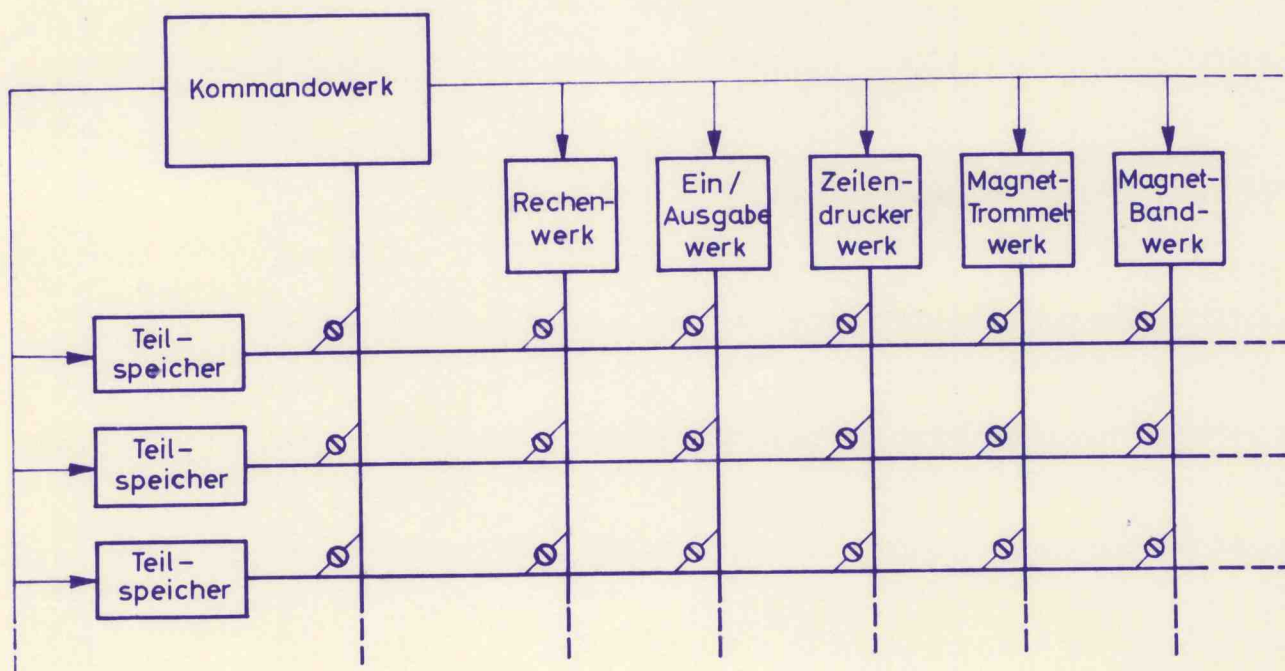 Kommandowerk
Rechen-
werk
Ein/
Ausgabe
werk
Zeilen-
drucker
werk
Magnet-
Trommel-
werk
Magnet-
Band-
werk
Teil-
speicher
Teil-
speicher
Teil-
speicher